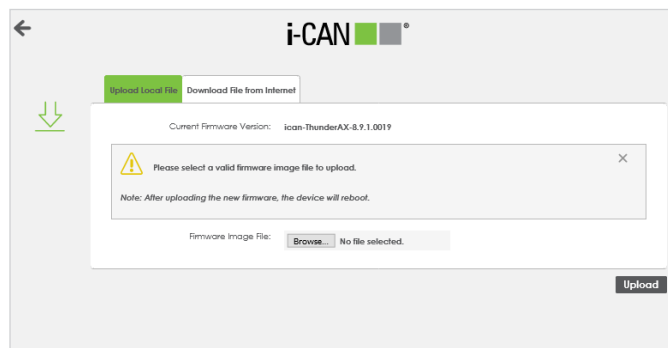 i-CAN ®
Upload Local File Download File from Internet
Current Firmware Version: ican-ThunderAX-8.9.1.0019
Please select a valid firmware image file to upload.
Note: After uploading the new firmware, the device will reboot.
Firmware Image File: Browse... No file selected.
Upload